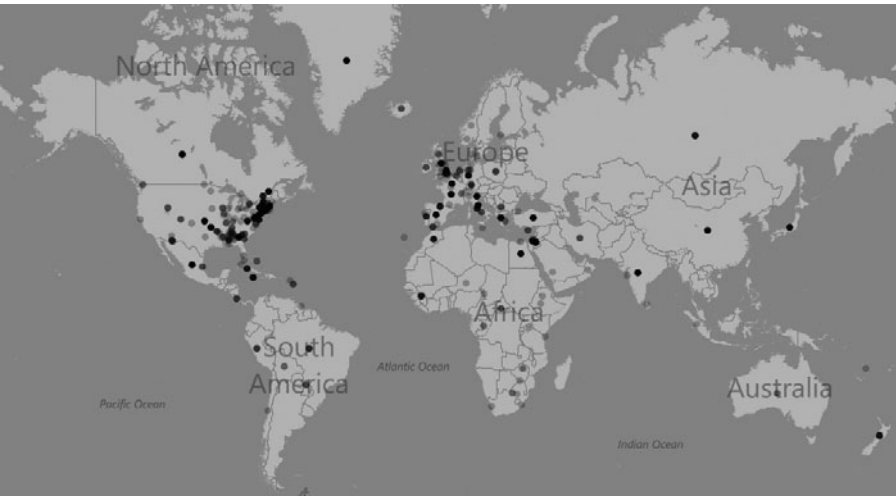 North America
Europe
Asia
Africa
South
America
Atlantic Ocean
Australia
Pacific Ocean
Indian Ocean